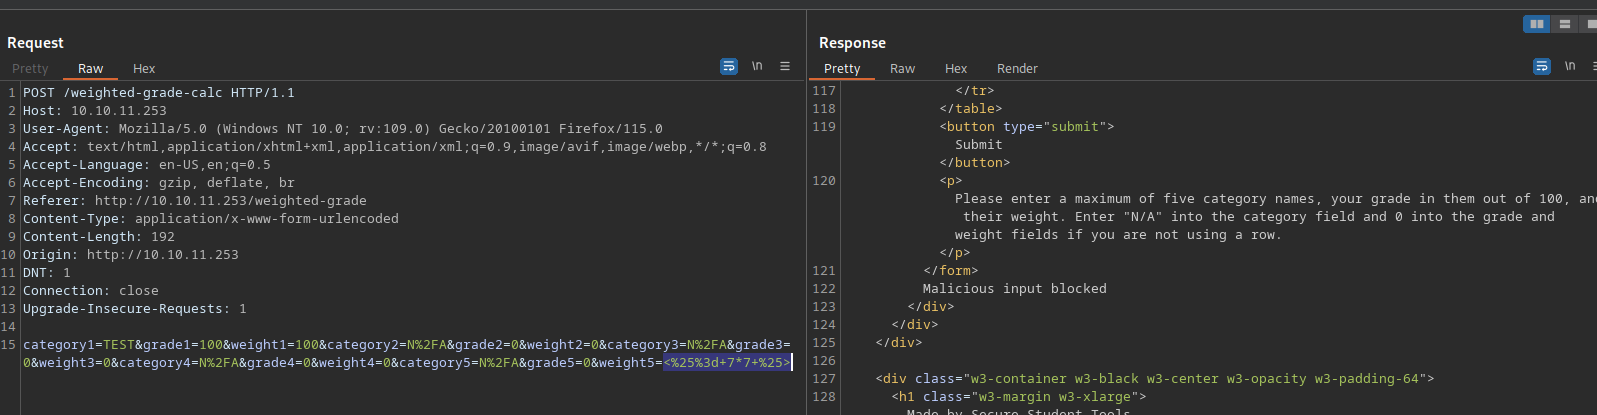 Request
Pretty Raw Hex \n
1 POST /weighted-grade-calc HTTP/1.1
2 Host: 10.10.11.253
3 User-Agent: Mozilla/5.0 (Windows NT 10.0; rv:109.0) Gecko/20100101 Firefox/115.0
4 Accept: text/html,application/xhtml+xml,application/xml;q=0.9,image/avif,image/webp,*/*;q=0.8
5 Accept-Language: en-US,en;q=0.5
6 Accept-Encoding: gzip, deflate, br
7 Referer: http://10.10.11.253/weighted-grade
8 Content-Type: application/x-www-form-urlencoded
9 Content-Length: 192
10 Origin: http://10.10.11.253
11 DNT: 1
12 Connection: close
13 Upgrade-Insecure-Requests: 1
14
15 category1=TEST&grade1=100&weight1=100&category2=N%2FA&grade2=0&weight2=0&category3=N%2FA&grade3=
0&weight3=0&category4=N%2FA&grade4=0&weight4=0&category5=N%2FA&grade5=0&weight5=<%25%3d+7*7+%25>
Response
Pretty Raw Hex Render \n
117 </tr>
118 </table>
119 <button type="submit">
Submit
</button>
120 <p>
Please enter a maximum of five category names, your grade in them out of 100, an
their weight. Enter "N/A" into the category field and 0 into the grade and
weight fields if you are not using a row.
</p>
121 </form>
122 Malicious input blocked
123 </div>
124 </div>
125 </div>
126
127 <div class="w3-container w3-black w3-center w3-opacity w3-padding-64">
128 <h1 class="w3-margin w3-xlarge">
Made by Secure Student Tools